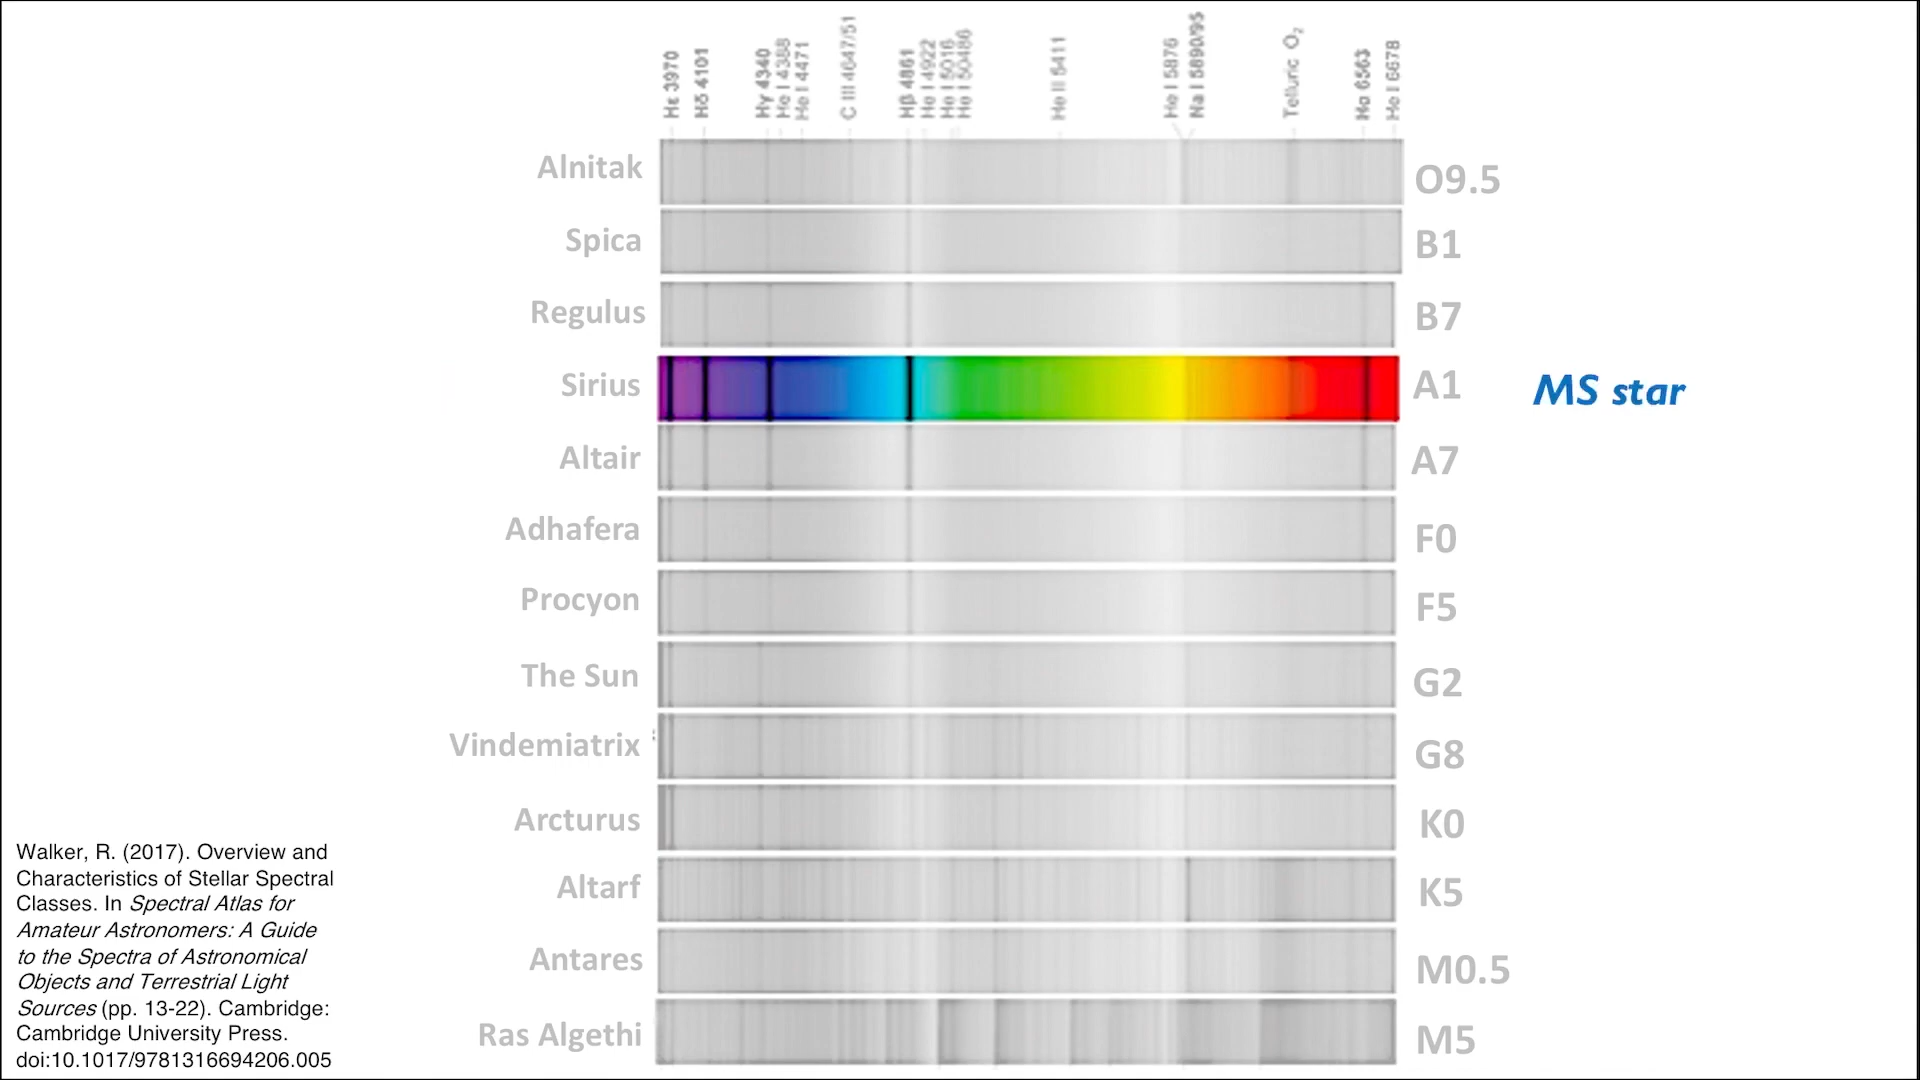 Hε 3970
Hδ 4101
Hγ 4340
He I 4388
He I 4471
C III 4647/51
Hβ 4861
He I 4922
He I 5016
He I 50486
He II 5411
He I 5876
Na I 5890/95
Telluric O₂
Hα 6563
He I 6678
Alnitak O9.5
Spica B1
Regulus B7
Sirius A1 MS star
Altair A7
Adhafera F0
Procyon F5
The Sun G2
Vindemiatrix G8
Arcturus K0
Altarf K5
Antares M0.5
Ras Algethi M5
Walker, R. (2017). Overview and
Characteristics of Stellar Spectral
Classes. In Spectral Atlas for
Amateur Astronomers: A Guide
to the Spectra of Astronomical
Objects and Terrestrial Light
Sources (pp. 13-22). Cambridge:
Cambridge University Press.
doi:10.1017/9781316694206.005